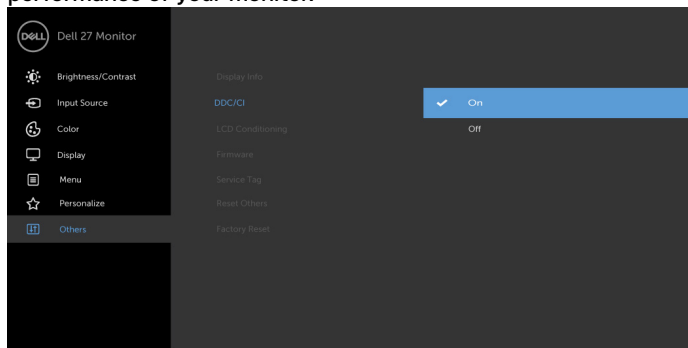 performance of your monitor.
DELL Dell 27 Monitor
Brightness/Contrast
Display Info
Input Source
DDC/CI
On
Color
LCD Conditioning
Off
Display
Firmware
Menu
Service Tag
Personalize
Reset Others
Others
Factory Reset